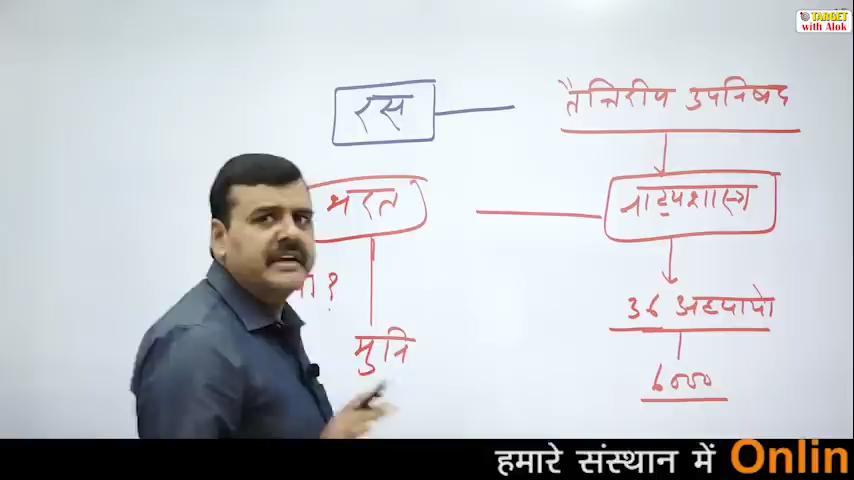 TARGET
with Alok
रस
तैत्तिरीय उपनिषद
भरत
नाट्यशास्त्र
?
36 अध्यायो
मुनि
6000
हमारे संस्थान में Onlin